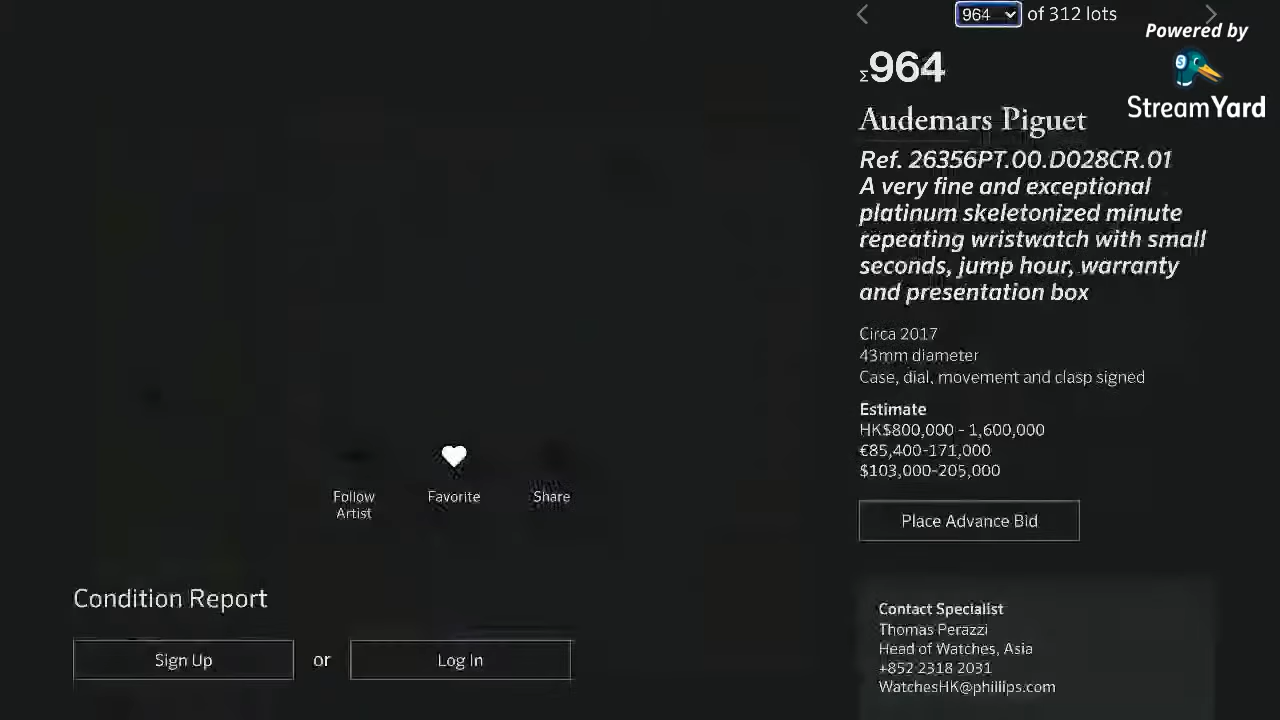 964 of 312 lots
Powered by
StreamYard
Σ964
Audemars Piguet
Ref. 26356PT.00.D028CR.01
A very fine and exceptional
platinum skeletonized minute
repeating wristwatch with small
seconds, jump hour, warranty
and presentation box
Circa 2017
43mm diameter
Case, dial, movement and clasp signed
Estimate
HK$800,000 - 1,600,000
€85,400-171,000
$103,000-205,000
Place Advance Bid
Follow
Artist
Favorite
Share
Condition Report
Sign Up or Log In
Contact Specialist
Thomas Perazzi
Head of Watches, Asia
+852 2318 2031
WatchesHK@phillips.com